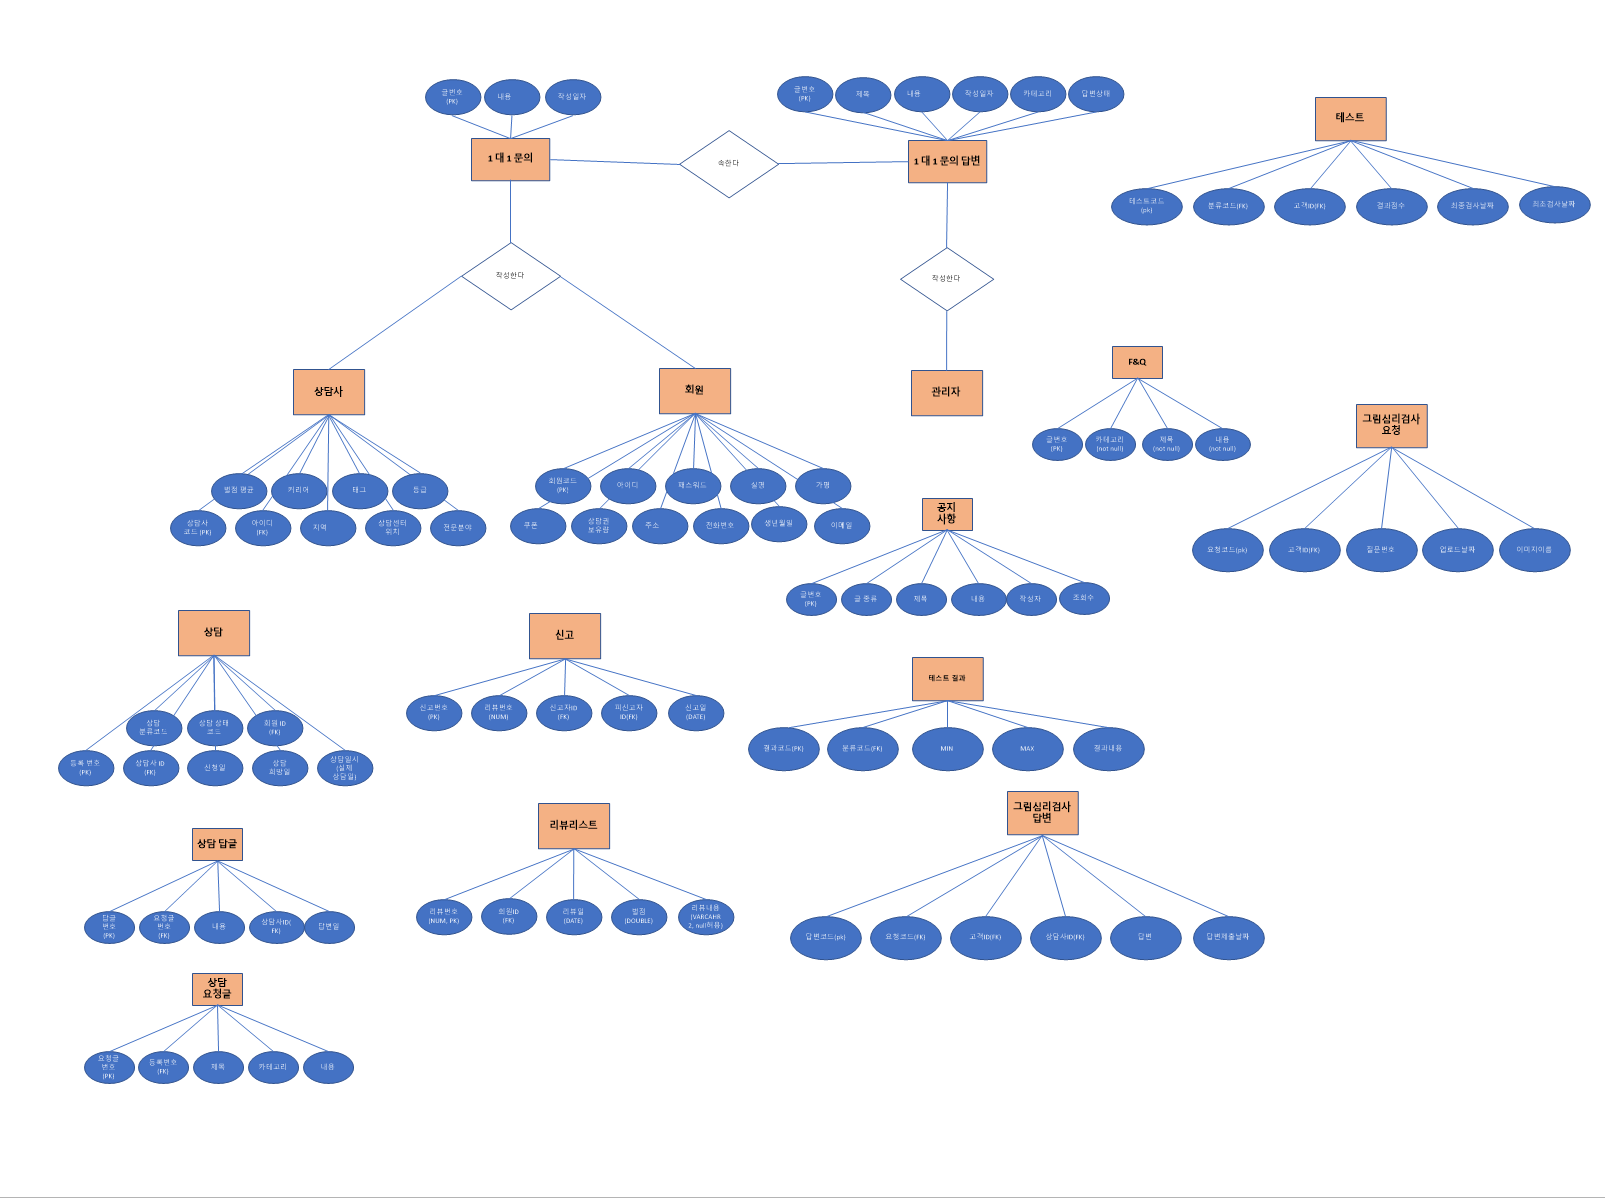 글번호
(PK)
내용
작성일자
1 대 1 문의
속한다
글번호
(PK)
제목
내용
작성일자
카테고리
답변상태
1 대 1 문의 답변
테스트
테스트코드
(pk)
분류코드(FK)
고객ID(FK)
결과점수
최종검사날짜
최초검사날짜
작성한다
작성한다
상담사
회원
관리자
F&Q
글번호
(PK)
카테고리
(not null)
제목
(not null)
내용
(not null)
그림심리검사
요청
요청코드(pk)
고객ID(FK)
질문번호
업로드날짜
이미지이름
별점 평균
커리어
태그
등급
상담사
코드 (PK)
아이디
(FK)
지역
상담센터
위치
전문분야
회원코드
(PK)
아이디
패스워드
실명
가명
쿠폰
상담권
보유량
주소
전화번호
생년월일
이메일
공지
사항
글번호
(PK)
글 종류
제목
내용
작성자
조회수
상담
상담
분류코드
상담 상태
코드
회원 ID
(FK)
등록 번호
(PK)
상담사 ID
(FK)
신청일
상담
희망일
상담일시
(실제
상담일)
신고
신고번호
(PK)
리뷰번호
(NUM)
신고자ID
(FK)
피신고자
ID(FK)
신고일
(DATE)
테스트 결과
결과코드(PK)
분류코드(FK)
MIN
MAX
결과내용
상담 답글
답글
번호
(PK)
요청글
번호
(FK)
내용
상담사ID(
FK)
답변일
리뷰리스트
리뷰번호
(NUM, PK)
회원ID
(FK)
리뷰일
(DATE)
별점
(DOUBLE)
리뷰내용
(VARCAHR
2, null허용)
그림심리검사
답변
답변코드(pk)
요청코드(FK)
고객ID(FK)
상담사ID(FK)
답변
답변제출날짜
상담
요청글
요청글
번호
(PK)
등록번호
(FK)
제목
카테고리
내용